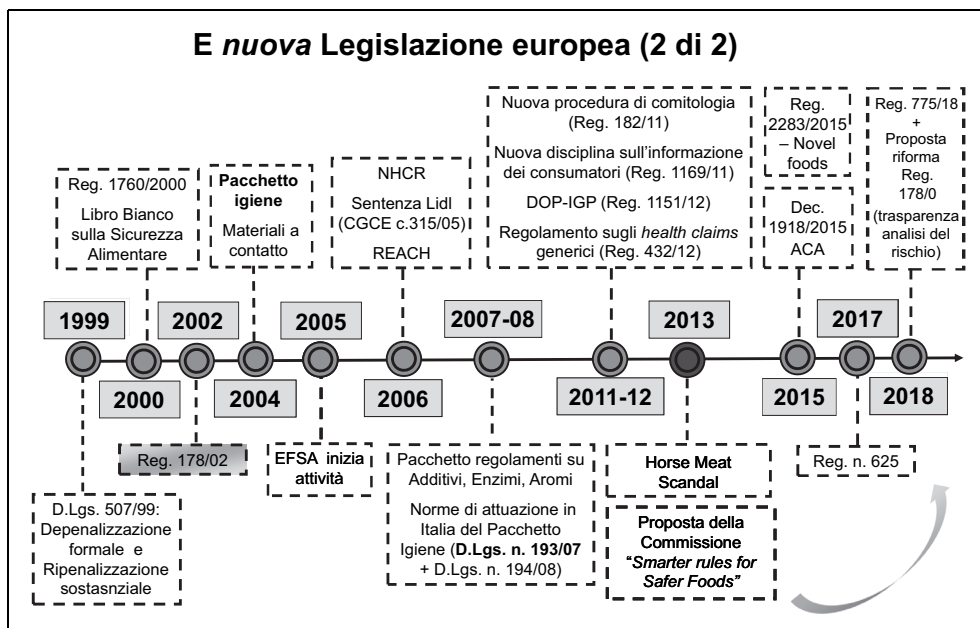 E nuova Legislazione europea (2 di 2)
Reg. 1760/2000
Libro Bianco
sulla Sicurezza
Alimentare
Pacchetto
igiene
Materiali a
contatto
NHCR
Sentenza Lidl
(CGCE c.315/05)
REACH
Nuova procedura di comitologia
(Reg. 182/11)
Nuova disciplina sull'informazione
dei consumatori (Reg. 1169/11)
DOP-IGP (Reg. 1151/12)
Regolamento sugli health claims
generici (Reg. 432/12)
Reg.
2283/2015
– Novel
foods
Dec.
1918/2015
ACA
Reg. 775/18
+
Proposta
riforma
Reg.
178/0
(trasparenza
analisi del
rischio)
1999
2002
2005
2007-08
2013
2017
2000
2004
2006
2011-12
2015
2018
Reg. 178/02
EFSA inizia
attività
D.Lgs. 507/99:
Depenalizzazione
formale e
Ripenalizzazione
sostasnziale
Pacchetto regolamenti su
Additivi, Enzimi, Aromi
Norme di attuazione in
Italia del Pacchetto
Igiene (D.Lgs. n. 193/07
+ D.Lgs. n. 194/08)
Horse Meat
Scandal
Proposta della
Commissione
"Smarter rules for
Safer Foods"
Reg. n. 625